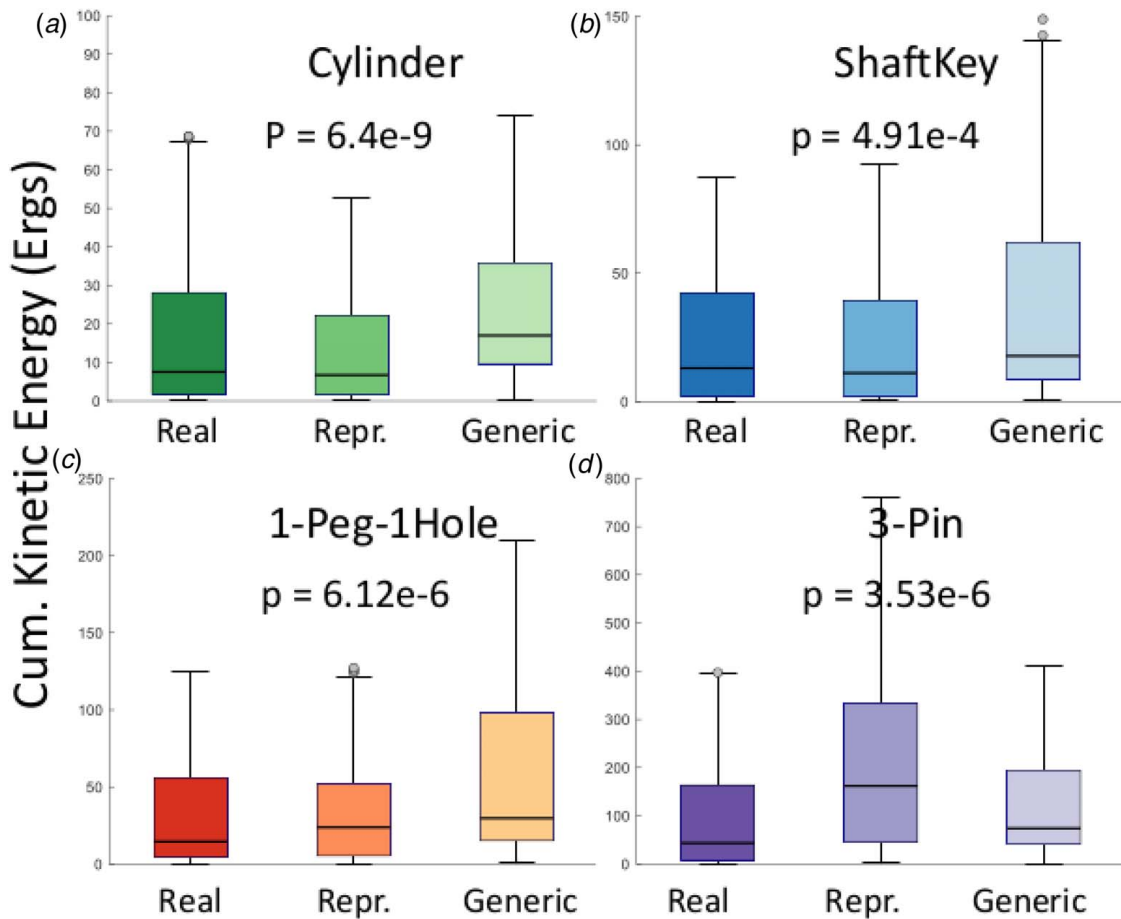 Cum. Kinetic Energy (Ergs)
(a)
Cylinder
P = 6.4e-9
100
90
80
70
60
50
40
30
20
10
0
Real Repr. Generic
(b)
ShaftKey
p = 4.91e-4
150
100
50
0
Real Repr. Generic
(c)
1-Peg-1Hole
p = 6.12e-6
250
200
150
100
50
0
Real Repr. Generic
(d)
3-Pin
p = 3.53e-6
800
700
600
500
400
300
200
100
0
Real Repr. Generic